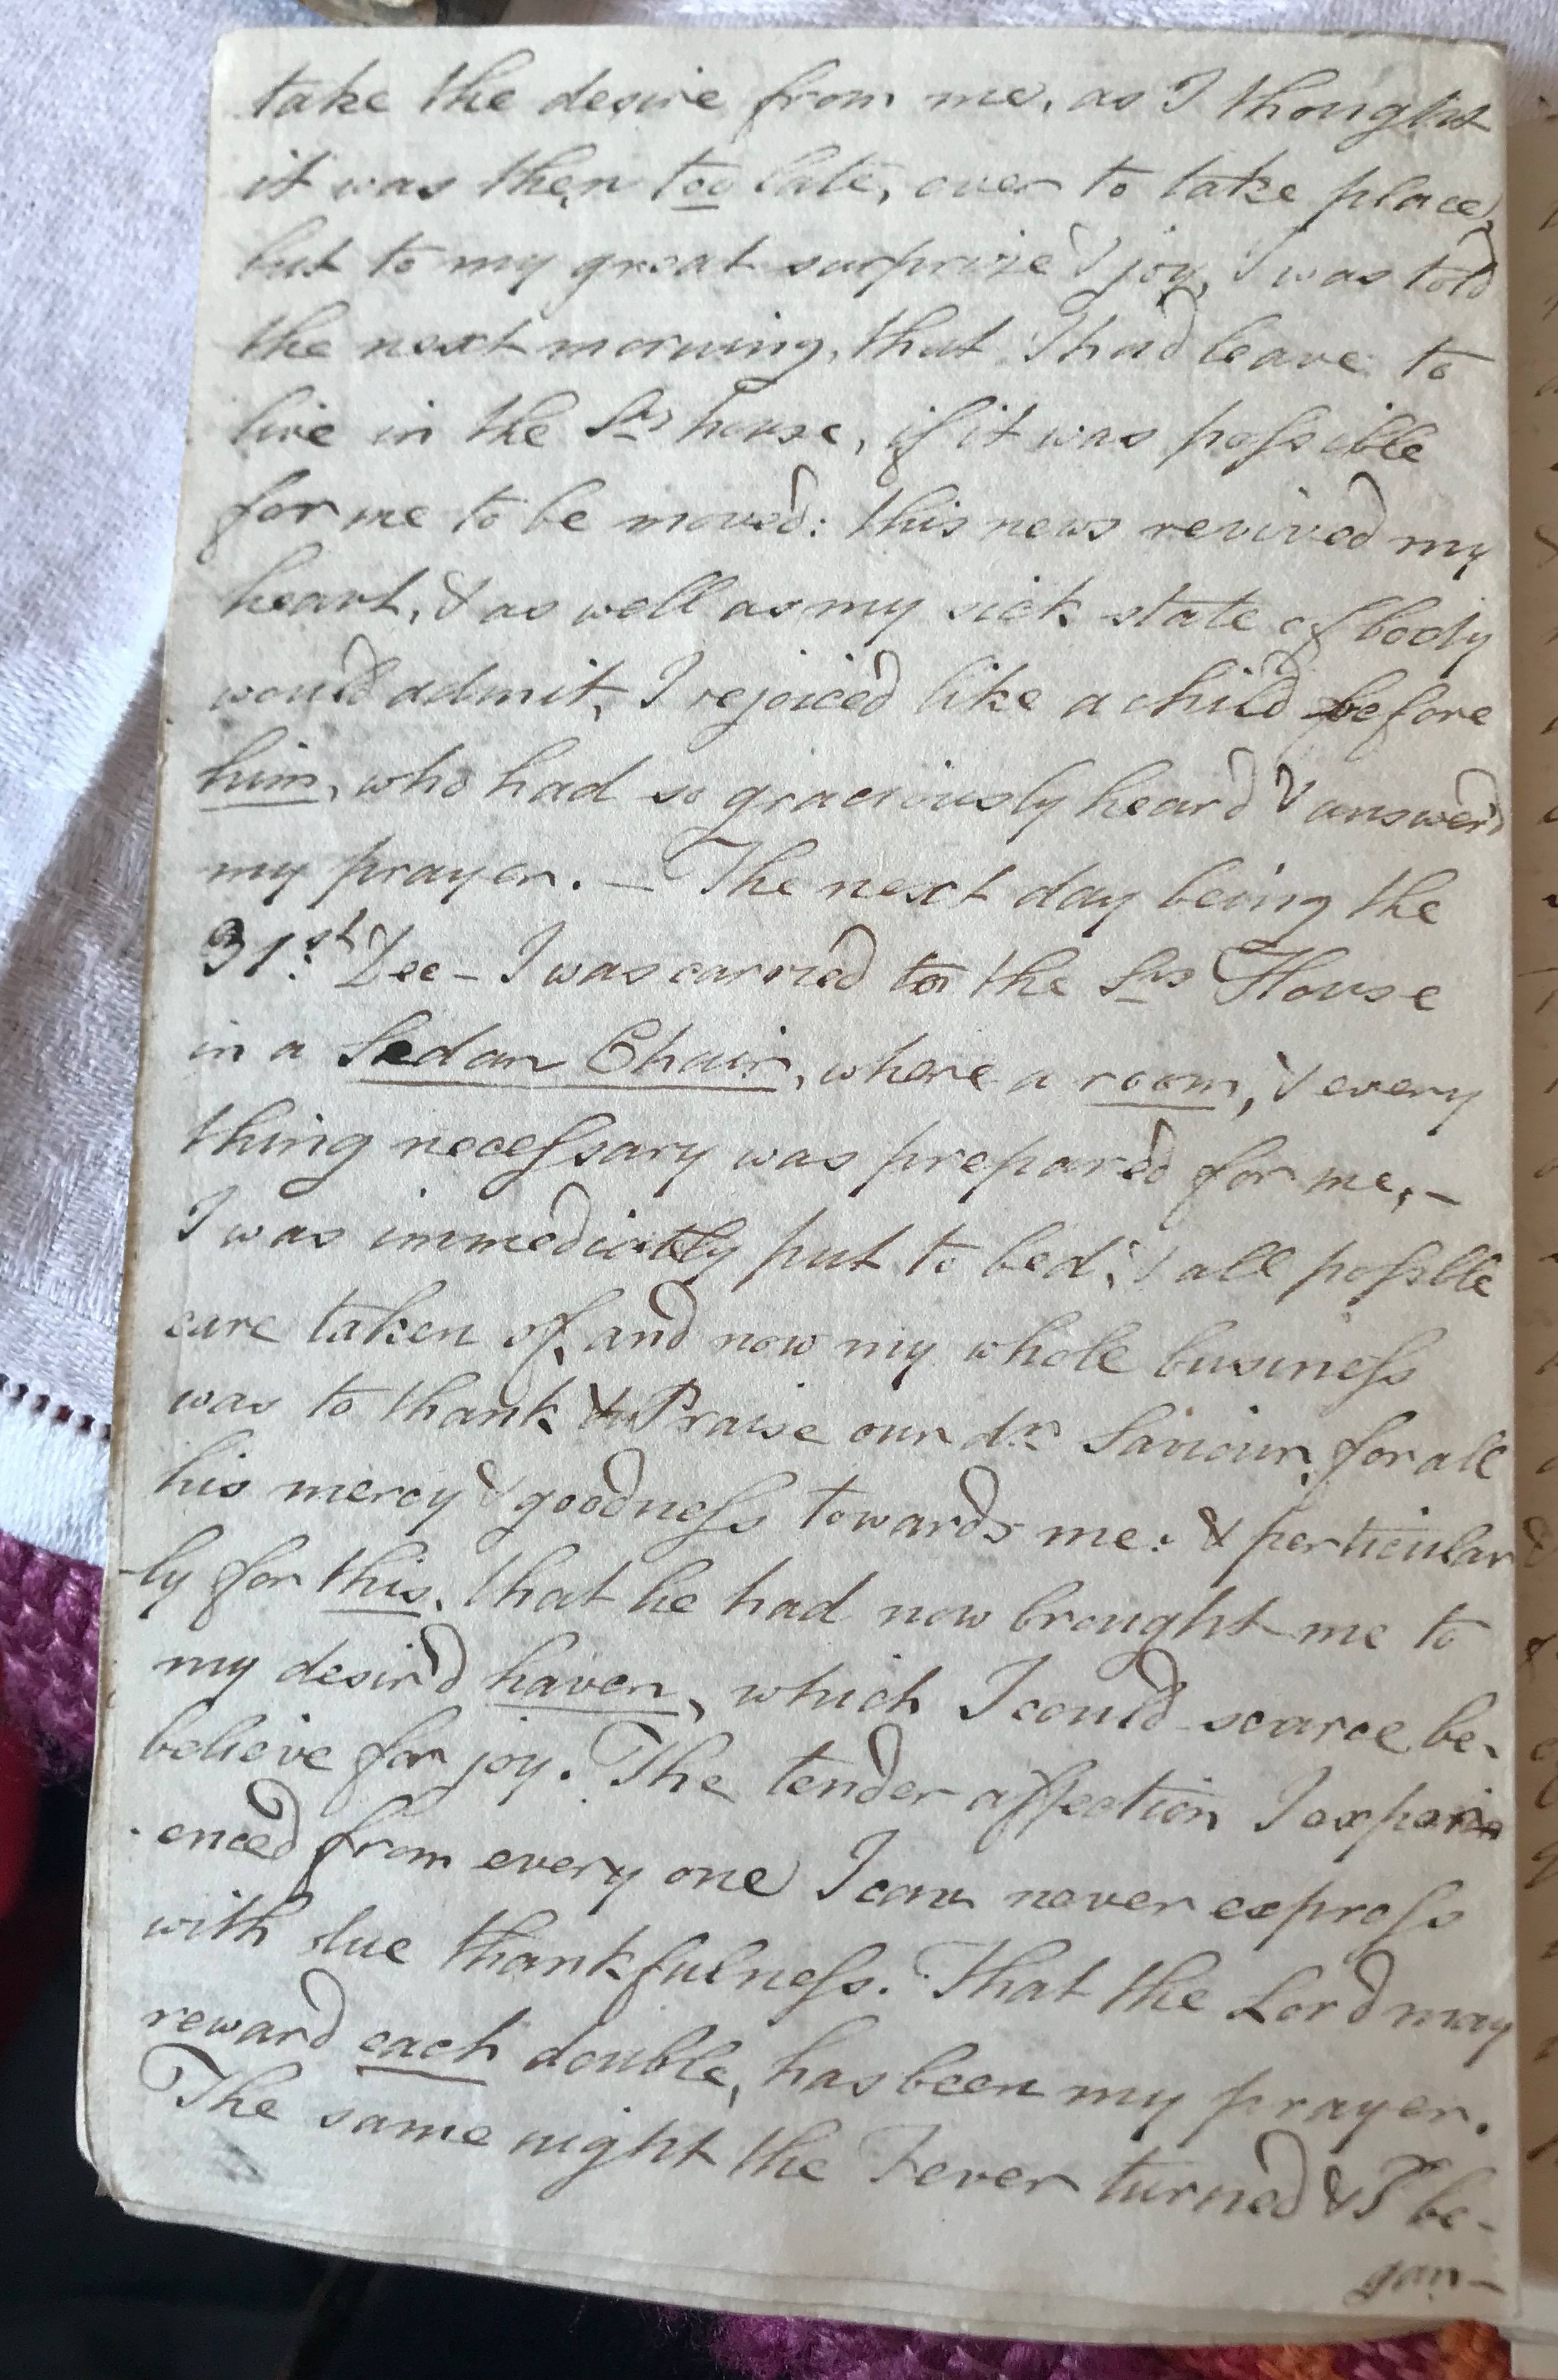 take the desire from me, as I thought
it was then too late, ever to take place,
but to my great surprize & joy, I was told
the next morning, that I had leave to
live in the Srs house, if it was possible
for me to be moved: this news revived my
heart, & as well as my sick state of body
would admit, I rejoiced like a child before
him, who had so graciously heard & answerd
my prayer. — The next day being the
31st Dec – I was carried to the Srs House
in a Sedan Chair, where a room, & every
thing necessary was prepared for me, –
I was immediatly put to bed, & all possible
care taken of, and now my whole business
was to thank & Praise our dr Saviour, for all
his mercy & goodness towards me: & perticular
-ly for this, that he had now brought me to
my desir'd haven, which I could scarce be-
believe for joy. The tender affection I experi
-enced from every one I can never express
with due thankfulness. That the Lord may
reward each double, has been my prayer.
The same night the Fever turned & I be-
gan –